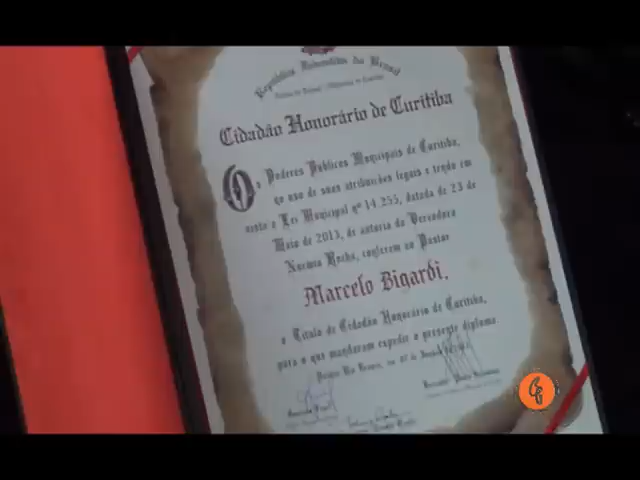 República Federativa do Brasil
Cidadão Honorário de Curitiba
Os Poderes Públicos Municipais de Curitiba,
no uso de suas atribuições legais e tendo em
vista a Lei Municipal nº 14.255, datada de 23 de
Maio de 2013, de autoria da Vereadora
Noemia Rocha, conferem ao Pastor
Marcelo Bigardi,
o Título de Cidadão Honorário de Curitiba,
para o que mandaram expedir o presente diploma.